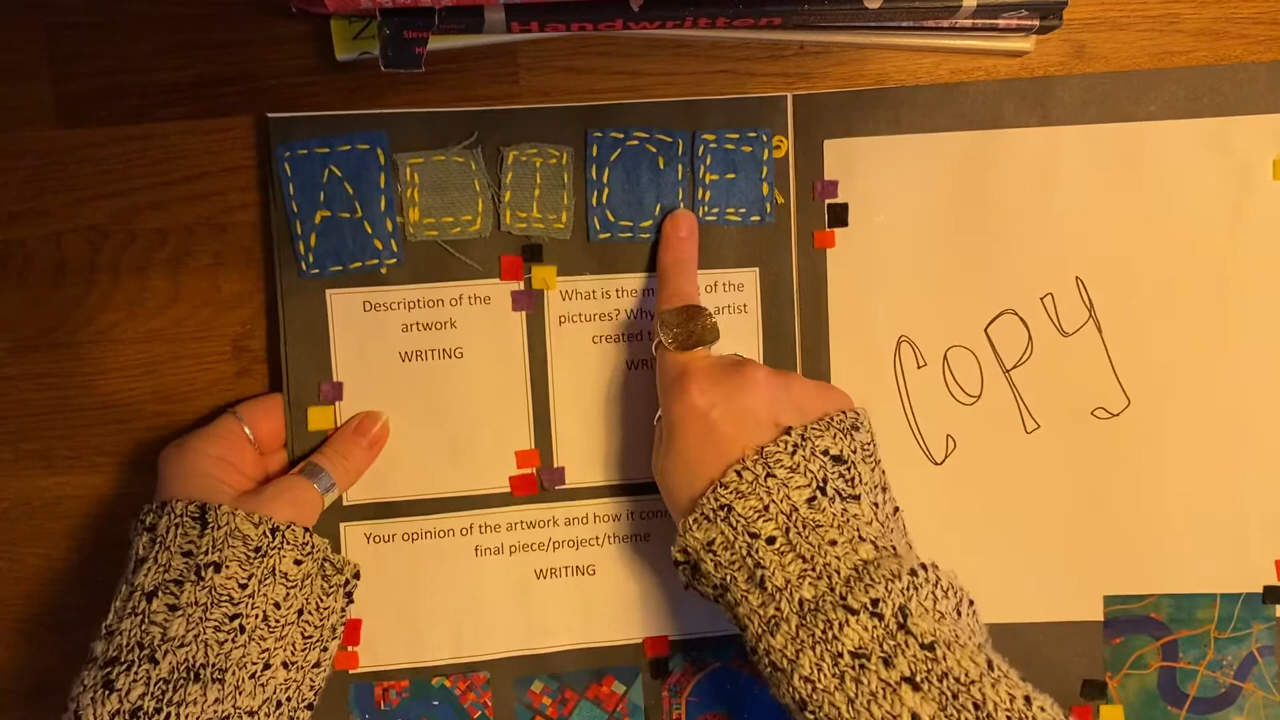 Handwritten
Steve
ALICE
Description of the
artwork
WRITING
What is the m of the
pictures? Why artist
created t
WRI
Your opinion of the artwork and how it con
final piece/project/theme
WRITING
COPY